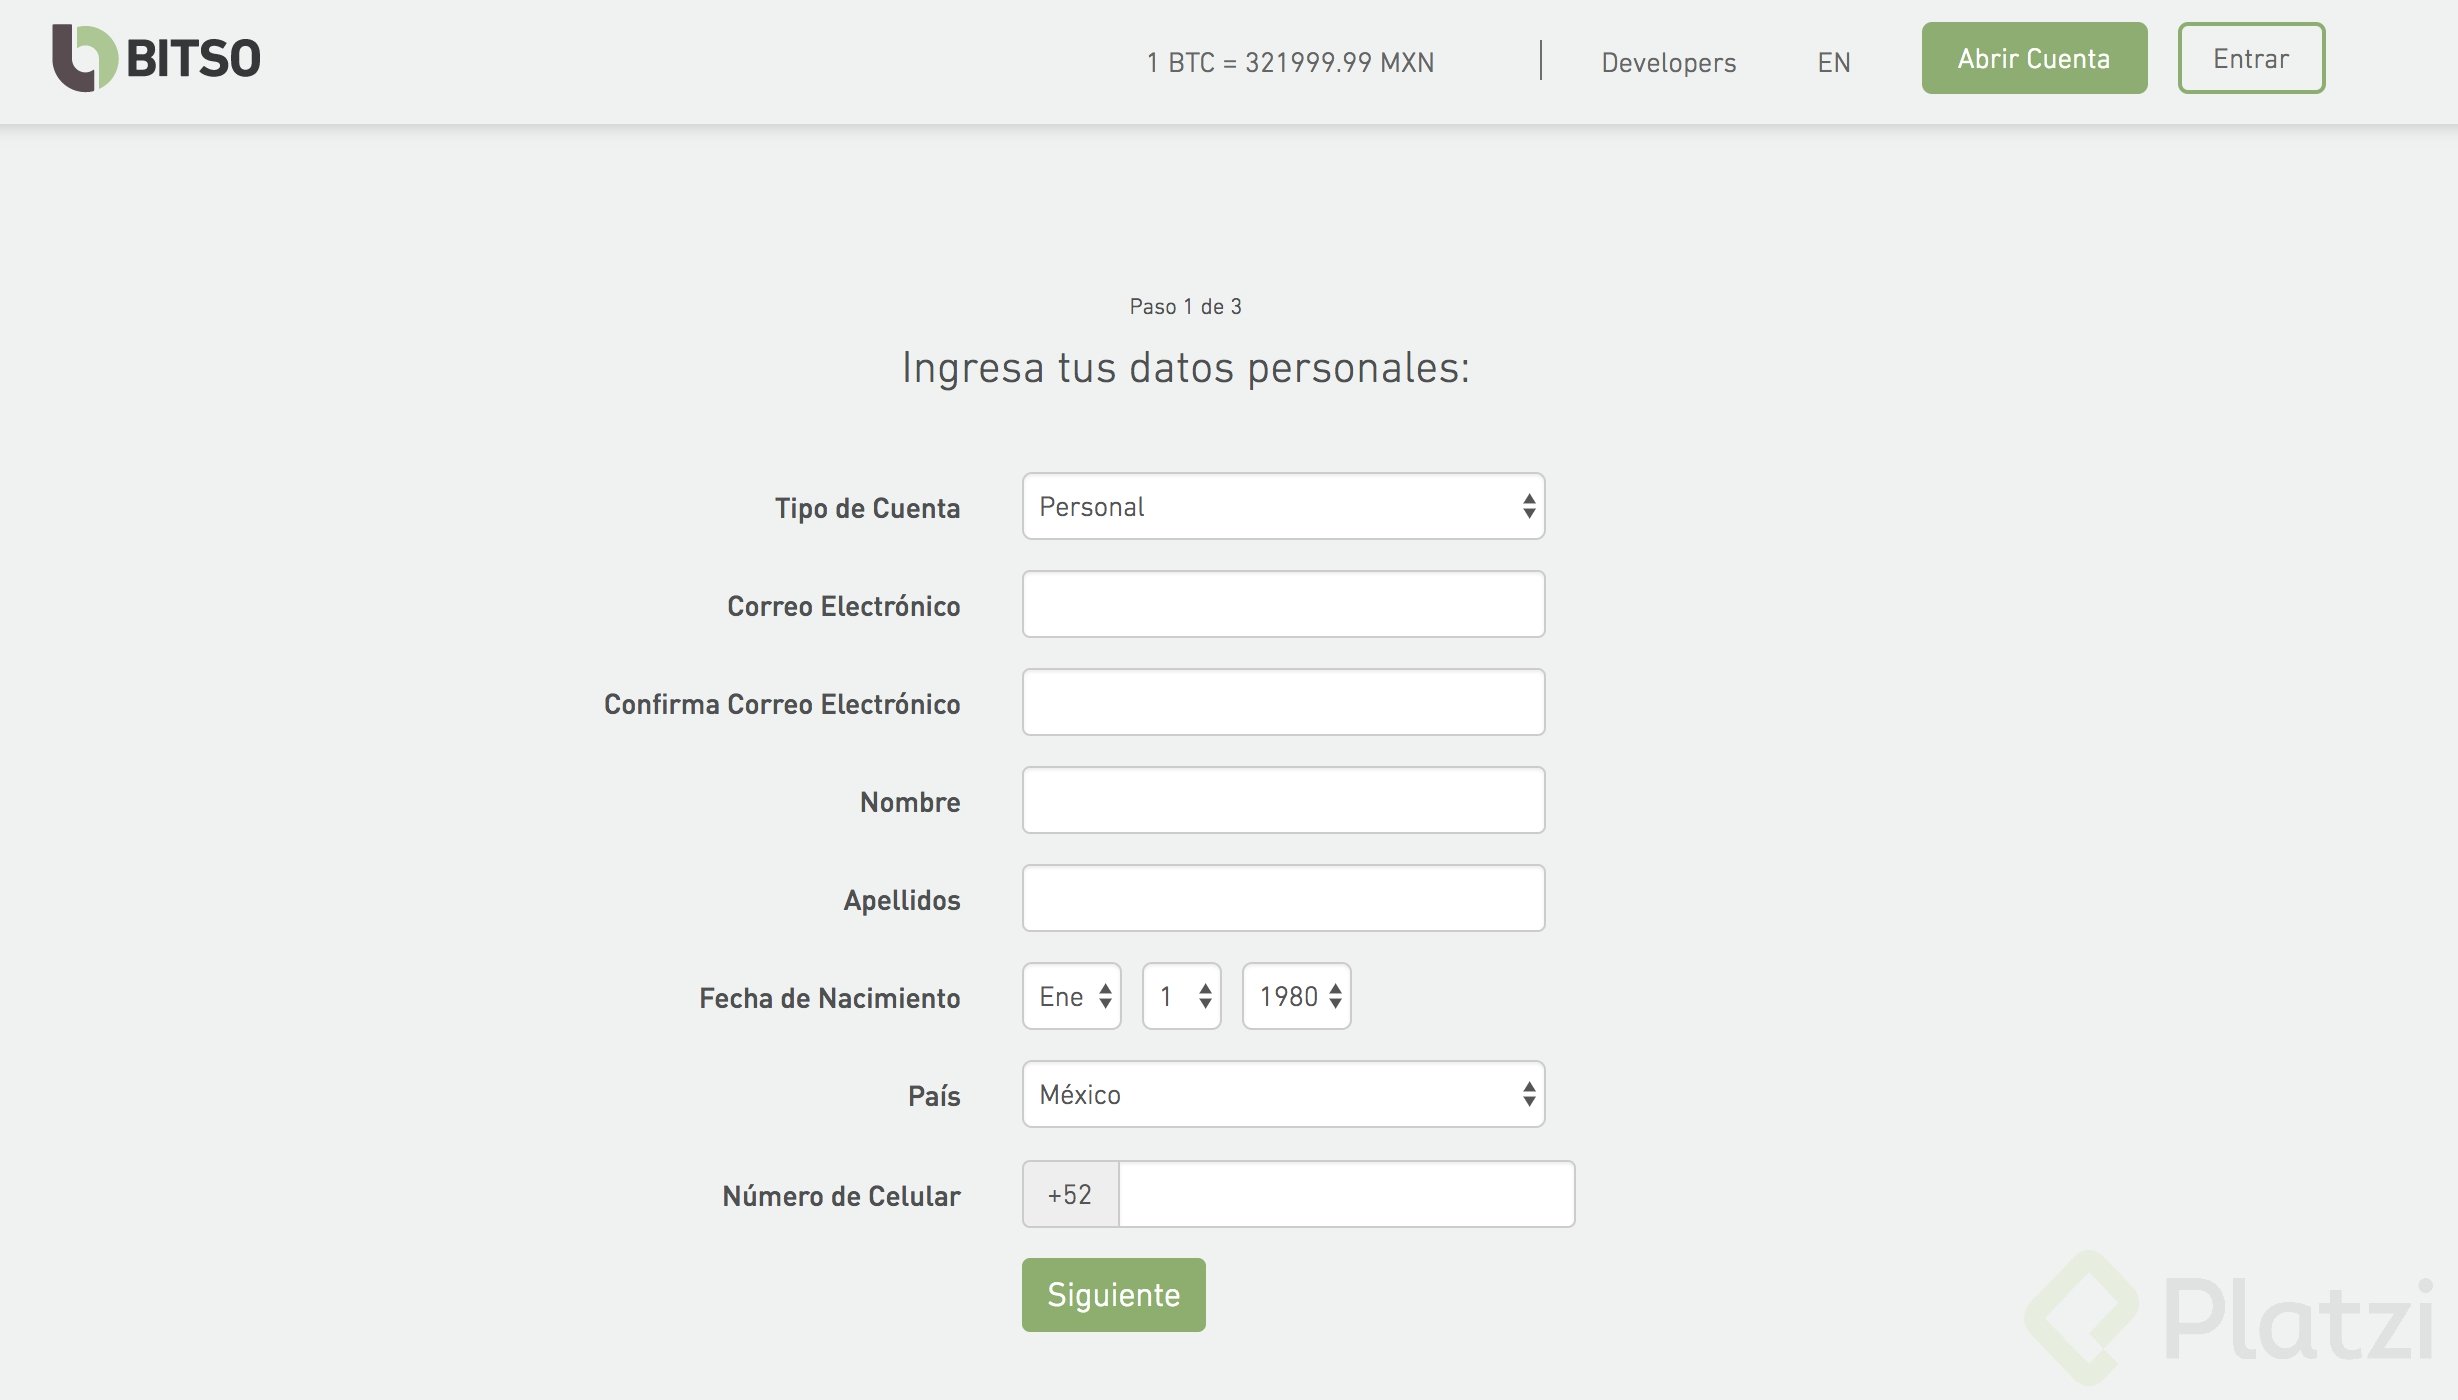 BITSO
1 BTC = 321999.99 MXN
Developers
EN
Abrir Cuenta
Entrar
Paso 1 de 3
Ingresa tus datos personales:
Tipo de Cuenta
Personal
Correo Electrónico
Confirma Correo Electrónico
Nombre
Apellidos
Fecha de Nacimiento
Ene
1
1980
País
México
Número de Celular
+52
Siguiente
Platzi